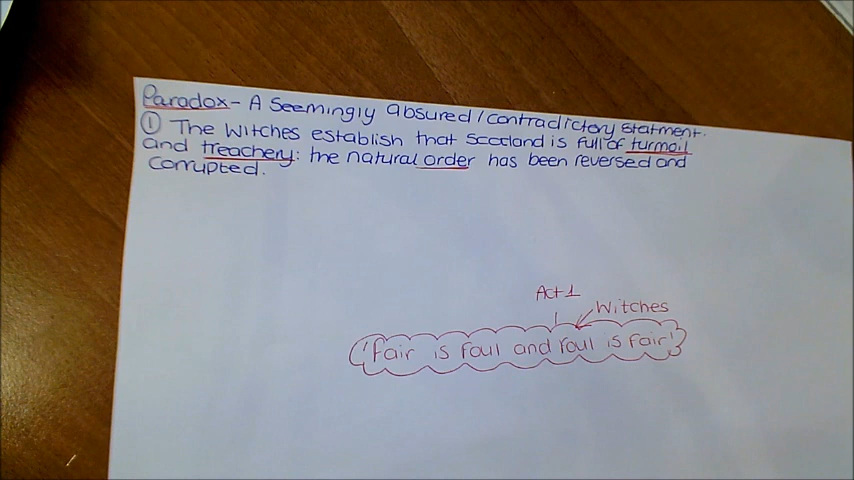 Paradox - A seemingly absured/contradictory statment.
① The witches establish that Scotland is full of turmoil
and treachery: the natural order has been reversed and
corrupted.
Act 1
Witches
'Fair is foul and foul is fair'